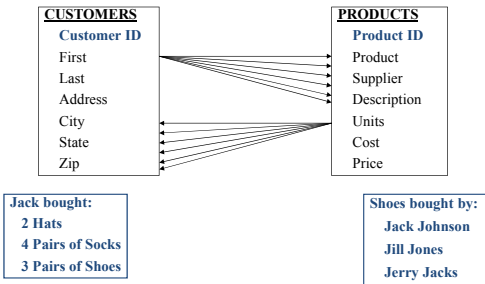 CUSTOMERS
Customer ID
First
Last
Address
City
State
Zip
PRODUCTS
Product ID
Product
Supplier
Description
Units
Cost
Price
Jack bought:
2 Hats
4 Pairs of Socks
3 Pairs of Shoes
Shoes bought by:
Jack Johnson
Jill Jones
Jerry Jacks